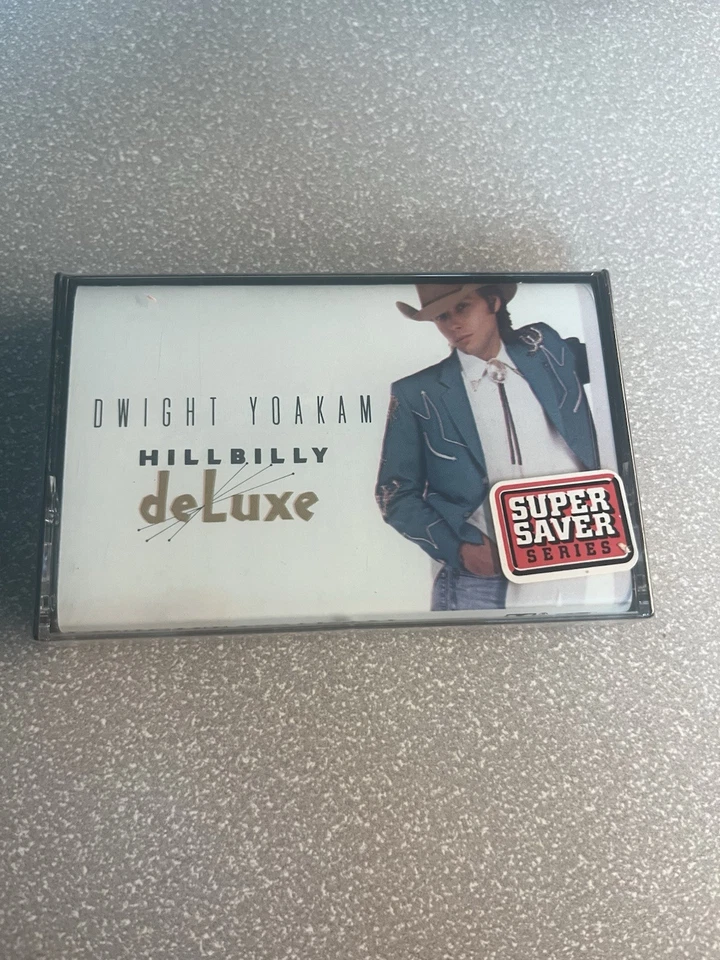 DWIGHT YOAKAM
HILLBILLY
deLuxe
SUPER
SAVER
SERIES